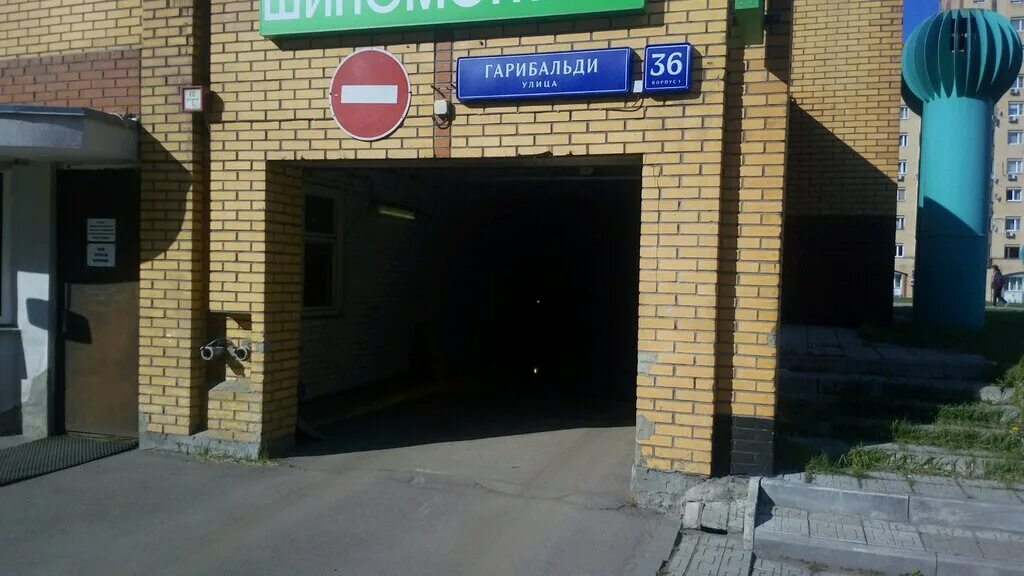 ШИНОМОНТ
ГАРИБАЛЬДИ
УЛИЦА
36
КОРПУС 1